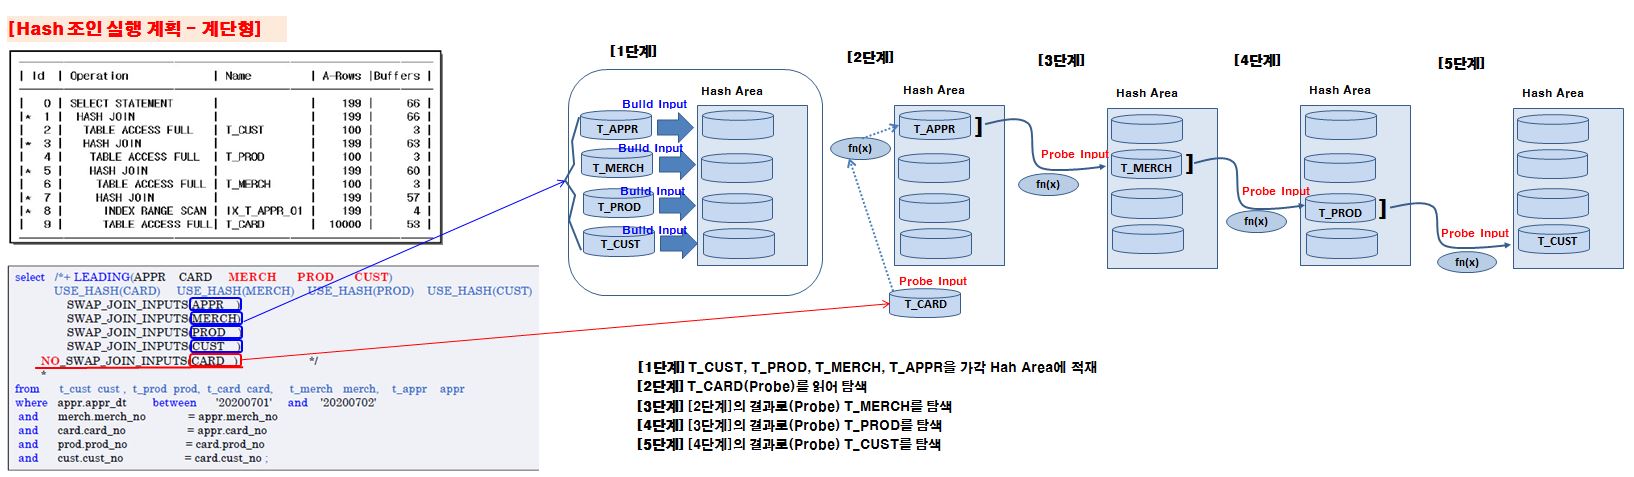 [Hash 조인 실행 계획 - 계단형]
| Id | Operation | Name | A-Rows |Buffers |
| 0 | SELECT STATEMENT | | 199 | 66 |
|* 1 | HASH JOIN | | 199 | 66 |
| 2 | TABLE ACCESS FULL | T_CUST | 100 | 3 |
|* 3 | HASH JOIN | | 199 | 63 |
| 4 | TABLE ACCESS FULL | T_PROD | 100 | 3 |
|* 5 | HASH JOIN | | 199 | 60 |
| 6 | TABLE ACCESS FULL | T_MERCH | 100 | 3 |
|* 7 | HASH JOIN | | 199 | 57 |
|* 8 | INDEX RANGE SCAN | IX_T_APPR_01 | 199 | 4 |
| 9 | TABLE ACCESS FULL| T_CARD | 10000 | 53 |
select /*+ LEADING(APPR CARD MERCH PROD CUST)
USE_HASH(CARD) USE_HASH(MERCH) USE_HASH(PROD) USE_HASH(CUST)
SWAP_JOIN_INPUTS(APPR )
SWAP_JOIN_INPUTS(MERCH)
SWAP_JOIN_INPUTS(PROD )
SWAP_JOIN_INPUTS(CUST )
NO_SWAP_JOIN_INPUTS(CARD ) */
*
from t_cust cust , t_prod prod, t_card card, t_merch merch, t_appr appr
where appr.appr_dt between '20200701' and '20200702'
and merch.merch_no = appr.merch_no
and card.card_no = appr.card_no
and prod.prod_no = card.prod_no
and cust.cust_no = card.cust_no ;
[1단계]
Hash Area
Build Input
T_APPR
Build Input
T_MERCH
Build Input
T_PROD
Build Input
T_CUST
[2단계]
Hash Area
T_APPR ]
fn(x)
Probe Input
T_CARD
[3단계]
Hash Area
Probe Input
T_MERCH ]
fn(x)
[4단계]
Hash Area
Probe Input
T_PROD ]
fn(x)
[5단계]
Hash Area
Probe Input
T_CUST
fn(x)
[1단계] T_CUST, T_PROD, T_MERCH, T_APPR을 가각 Hah Area에 적재
[2단계] T_CARD(Probe)를 읽어 탐색
[3단계] [2단계]의 결과로(Probe) T_MERCH를 탐색
[4단계] [3단계]의 결과로(Probe) T_PROD를 탐색
[5단계] [4단계]의 결과로(Probe) T_CUST를 탐색